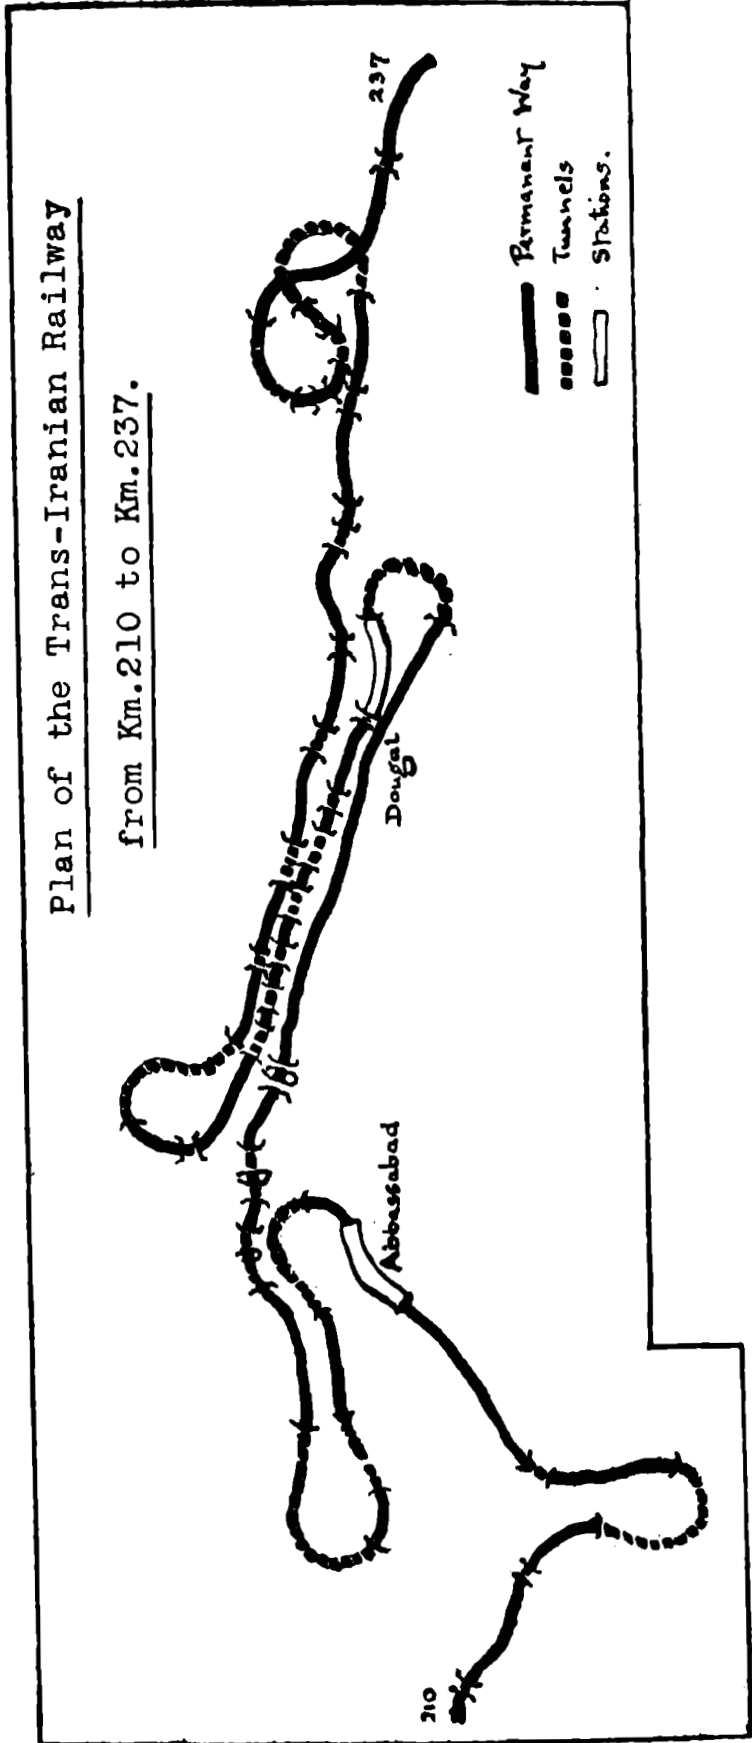 Plan of the Trans-Iranian Railway
from Km.210 to Km.237.
237
Permanent Way
Tunnels
Stations.
Dougal
Abbassabad
210